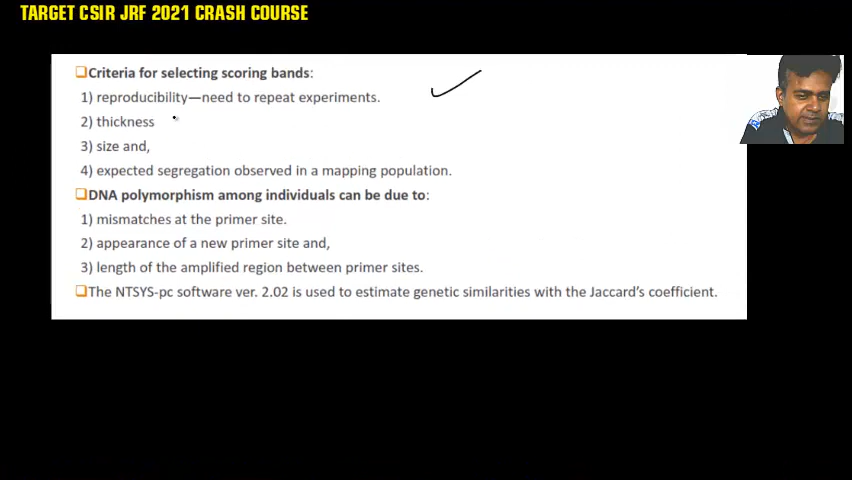 TARGET CSIR JRF 2021 CRASH COURSE
Criteria for selecting scoring bands:
1) reproducibility—need to repeat experiments.
2) thickness
3) size and,
4) expected segregation observed in a mapping population.
DNA polymorphism among individuals can be due to:
1) mismatches at the primer site.
2) appearance of a new primer site and,
3) length of the amplified region between primer sites.
The NTSYS-pc software ver. 2.02 is used to estimate genetic similarities with the Jaccard's coefficient.